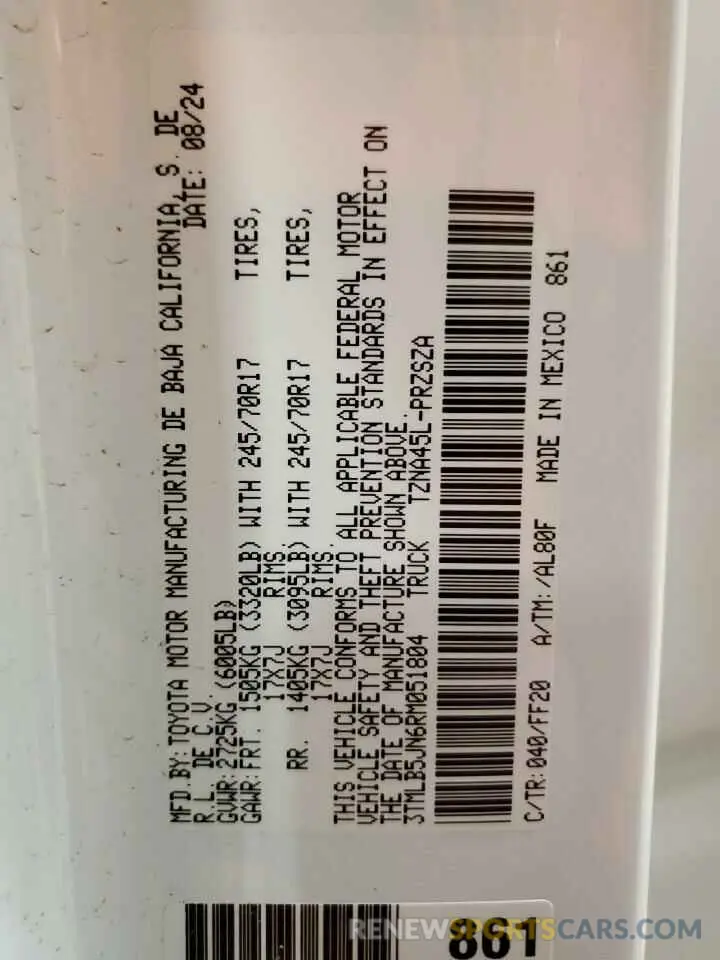 MFD.BY:TOYOTA MOTOR MANUFACTURING DE BAJA CALIFORNIA, S. DE
R.L. DE C.V. DATE: 08/24
GVWR:2725KG (6005LB)
GAWR:FRT. 1505KG (3320LB) WITH 245/70R17 TIRES,
17X7J RIMS.
RR. 1405KG (3095LB) WITH 245/70R17 TIRES,
17X7J RIMS.
THIS VEHICLE CONFORMS TO ALL APPLICABLE FEDERAL MOTOR
VEHICLE SAFETY AND THEFT PREVENTION STANDARDS IN EFFECT ON
THE DATE OF MANUFACTURE SHOWN ABOVE.
3TMLB5JN6RM051804 TRUCK TZNA45L-PRZSZA
C/TR:040/FF20 A/TM:/AL80F MADE IN MEXICO 861
861
RENEWSPORTSCARS.COM